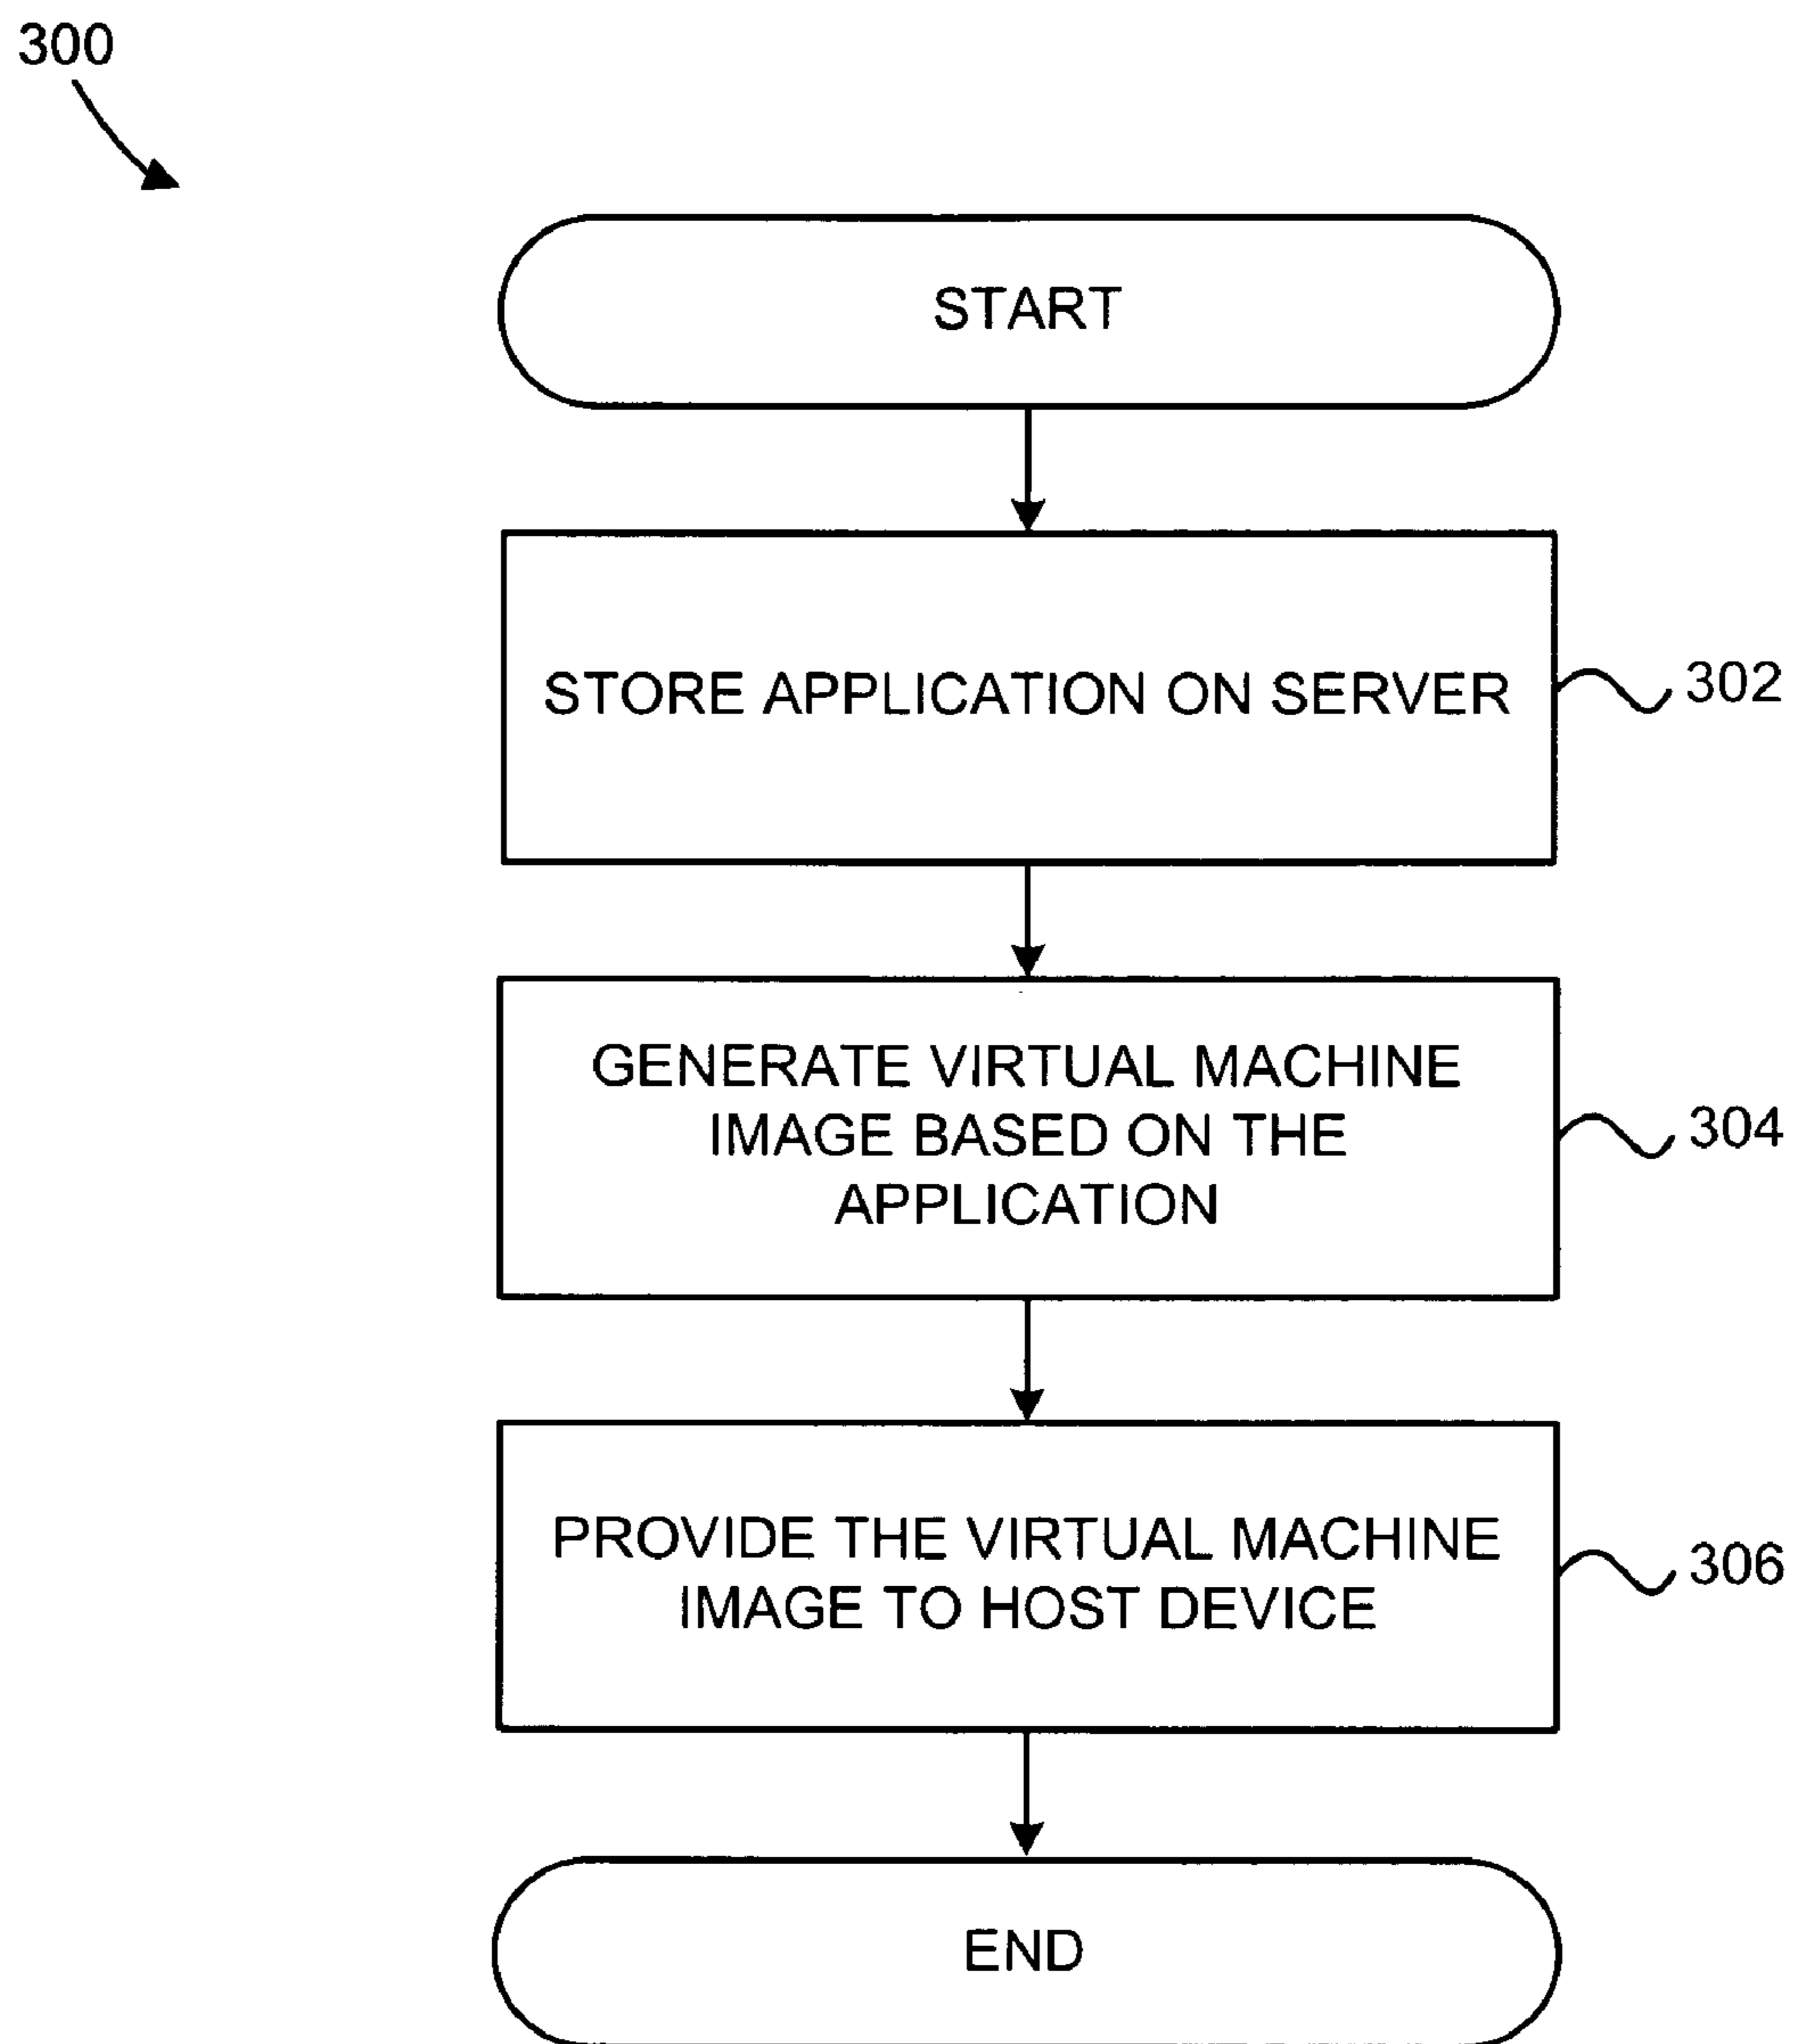 300
START
STORE APPLICATION ON SERVER
302
GENERATE VIRTUAL MACHINE
IMAGE BASED ON THE
APPLICATION
304
PROVIDE THE VIRTUAL MACHINE
IMAGE TO HOST DEVICE
306
END